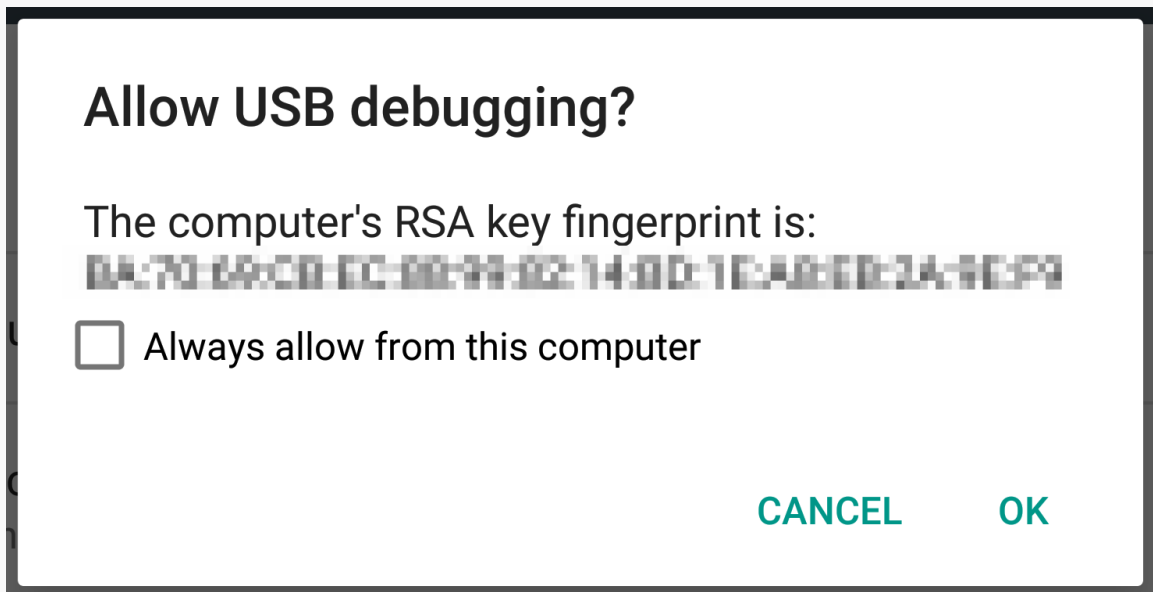 Allow USB debugging?
The computer's RSA key fingerprint is:
Always allow from this computer
CANCEL OK